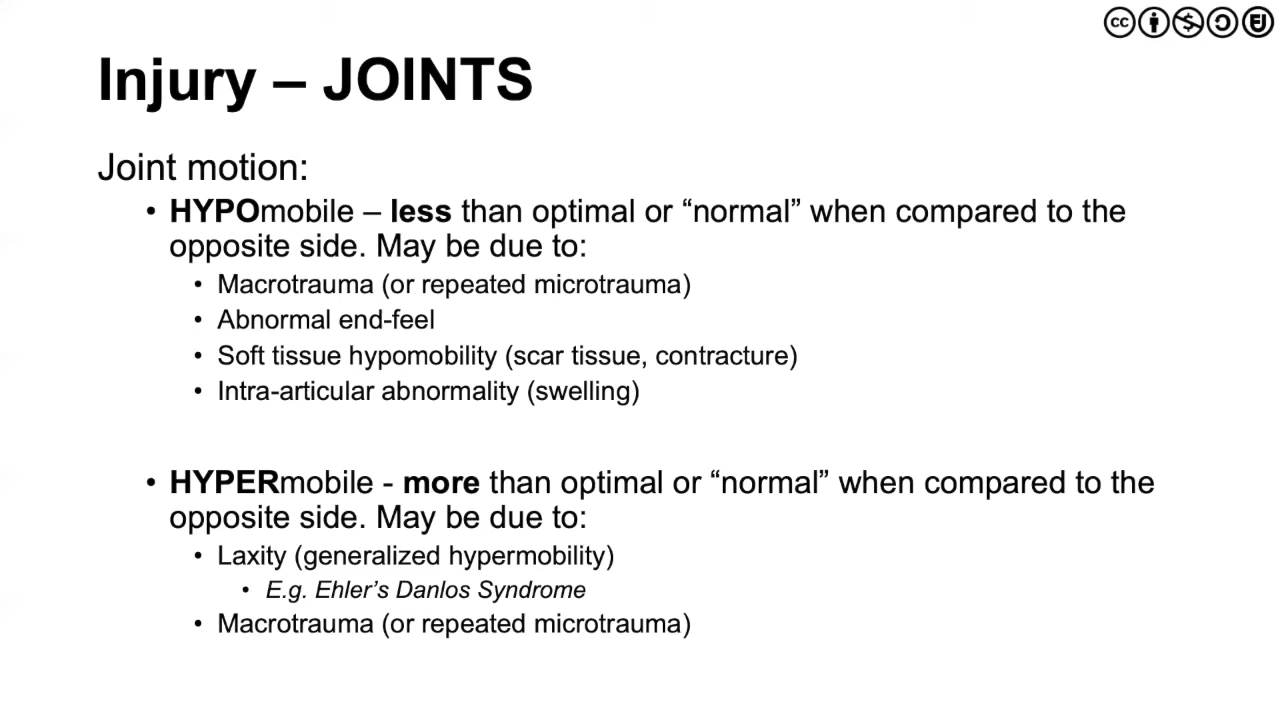 Injury – JOINTS
Joint motion:
• HYPOmobile – less than optimal or “normal” when compared to the
opposite side. May be due to:
• Macrotrauma (or repeated microtrauma)
• Abnormal end-feel
• Soft tissue hypomobility (scar tissue, contracture)
• Intra-articular abnormality (swelling)
• HYPERmobile - more than optimal or “normal” when compared to the
opposite side. May be due to:
• Laxity (generalized hypermobility)
• E.g. Ehler’s Danlos Syndrome
• Macrotrauma (or repeated microtrauma)